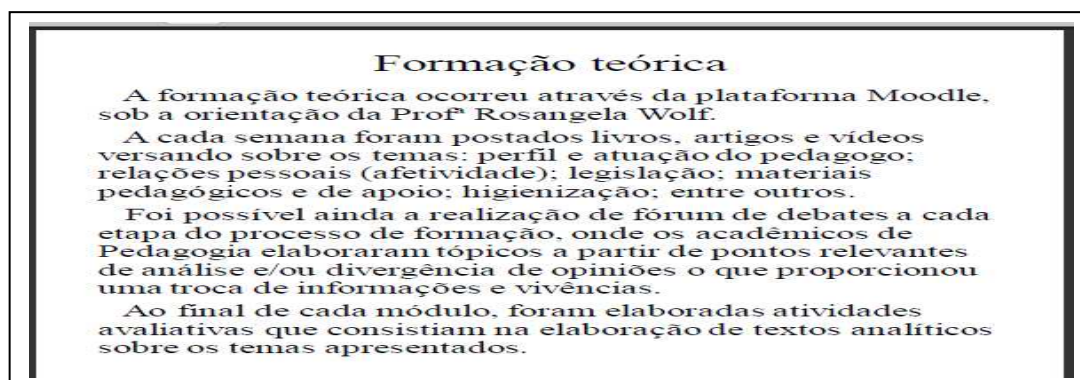 Formação teórica
A formação teórica ocorreu através da plataforma Moodle,
sob a orientação da Profª Rosangela Wolf.
A cada semana foram postados livros, artigos e vídeos
versando sobre os temas: perfil e atuação do pedagogo;
relações pessoais (afetividade); legislação; materiais
pedagógicos e de apoio; higienização; entre outros.
Foi possível ainda a realização de fórum de debates a cada
etapa do processo de formação, onde os acadêmicos de
Pedagogia elaboraram tópicos a partir de pontos relevantes
de análise e/ou divergência de opiniões o que proporcionou
uma troca de informações e vivências.
Ao final de cada módulo, foram elaboradas atividades
avaliativas que consistiam na elaboração de textos analíticos
sobre os temas apresentados.